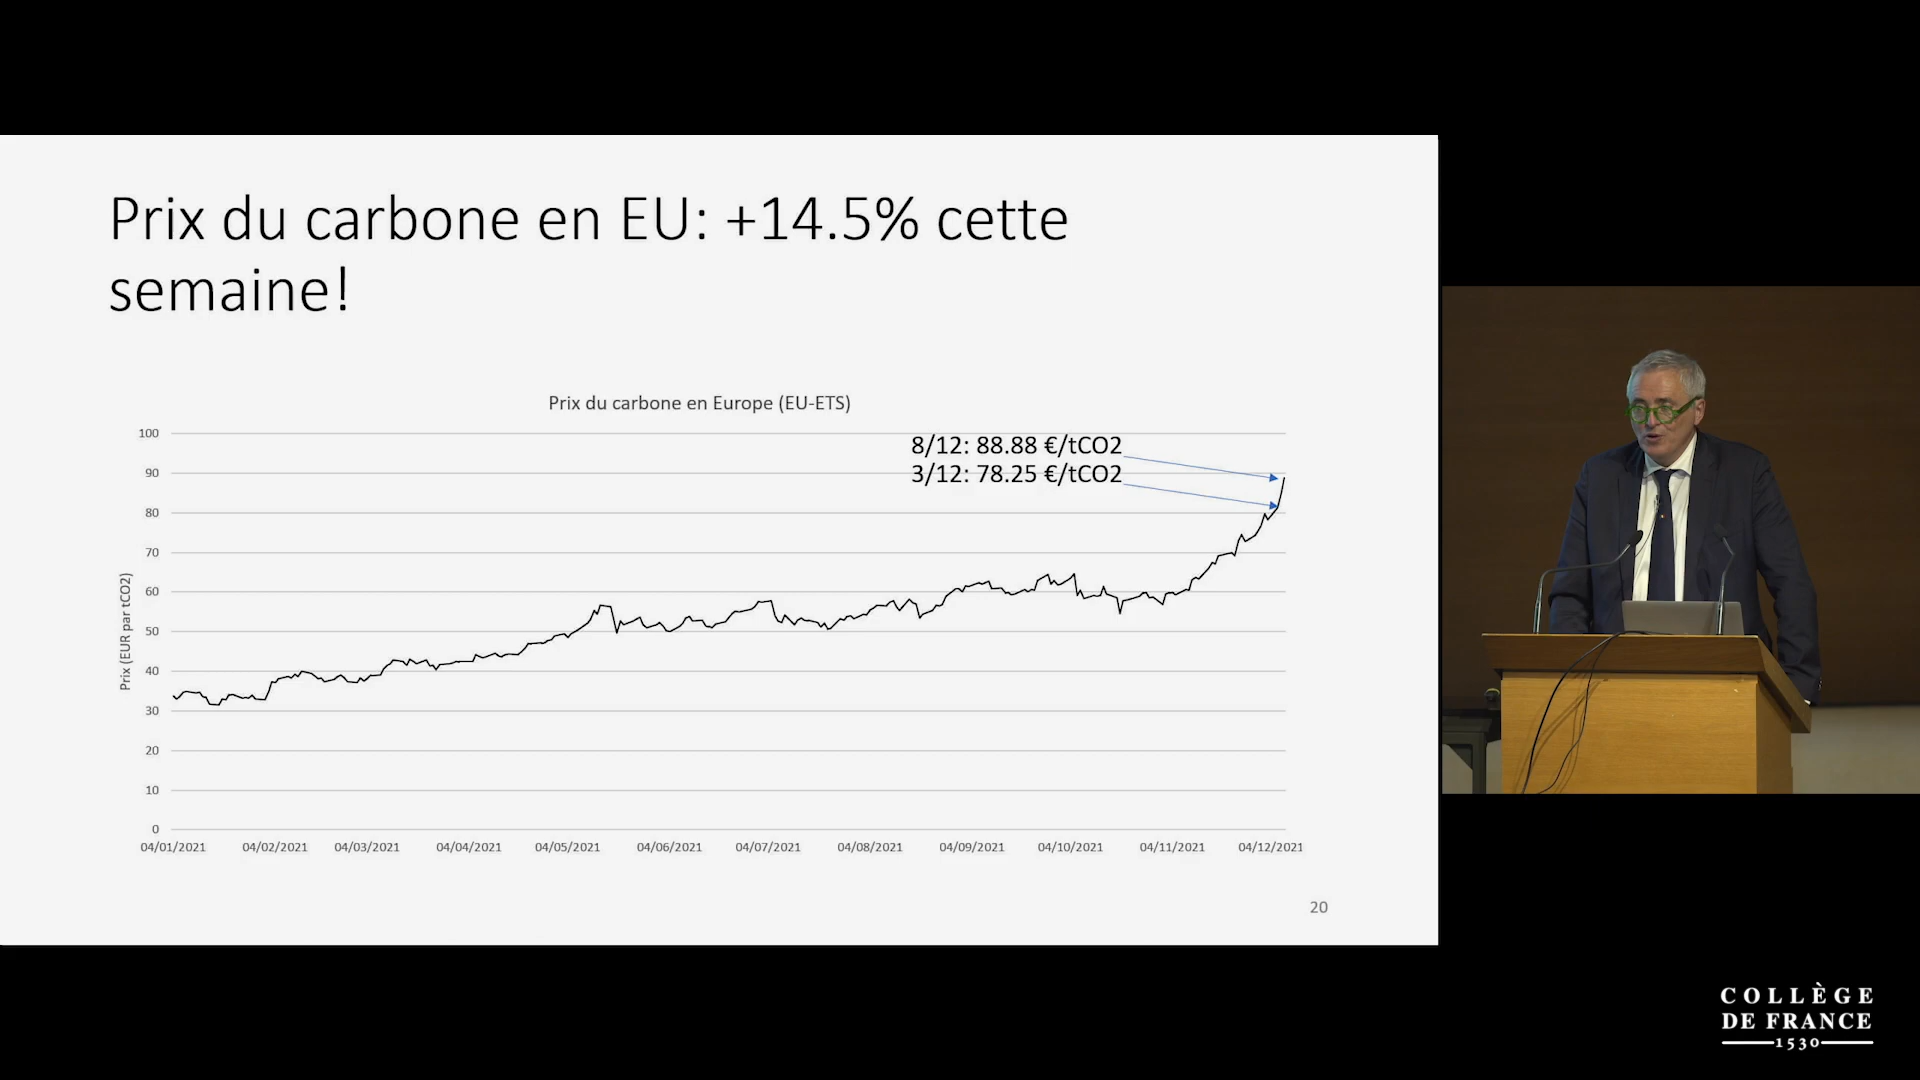 Prix du carbone en EU: +14.5% cette
semaine!
Prix du carbone en Europe (EU-ETS)
8/12: 88.88 €/tCO2
3/12: 78.25 €/tCO2
Prix (EUR par tCO2)
100
90
80
70
60
50
40
30
20
10
0
04/01/2021 04/02/2021 04/03/2021 04/04/2021 04/05/2021 04/06/2021 04/07/2021 04/08/2021 04/09/2021 04/10/2021 04/11/2021 04/12/2021
20
COLLÈGE
DE FRANCE
1530